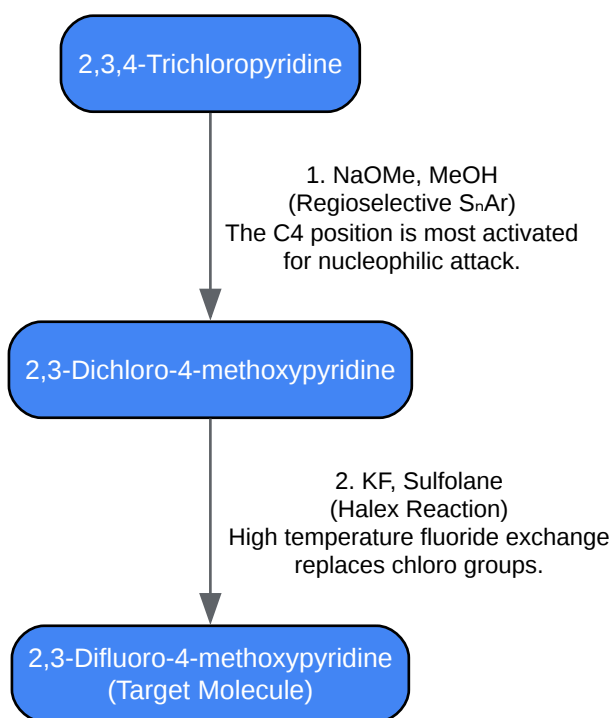 2,3,4-Trichloropyridine
1. NaOMe, MeOH
(Regioselective SₙAr)
The C4 position is most activated
for nucleophilic attack.
2,3-Dichloro-4-methoxypyridine
2. KF, Sulfolane
(Halex Reaction)
High temperature fluoride exchange
replaces chloro groups.
2,3-Difluoro-4-methoxypyridine
(Target Molecule)